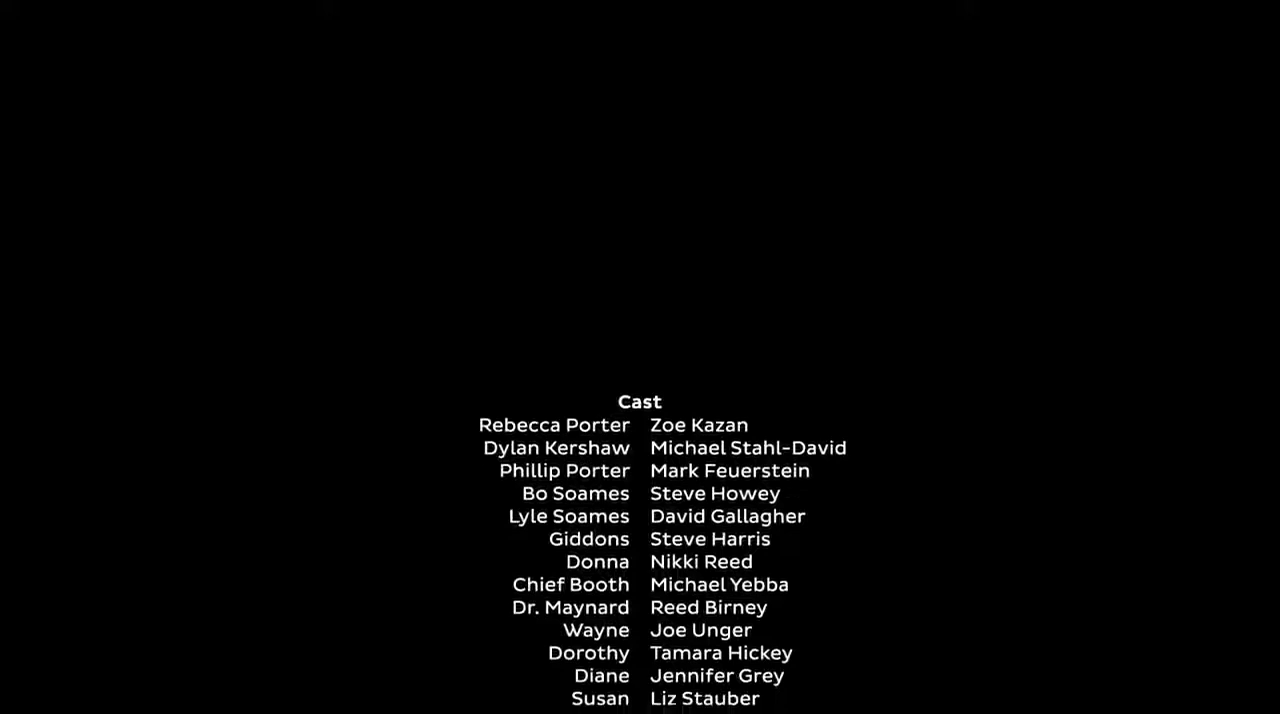 Cast
Rebecca Porter Zoe Kazan
Dylan Kershaw Michael Stahl-David
Phillip Porter Mark Feuerstein
Bo Soames Steve Howey
Lyle Soames David Gallagher
Giddons Steve Harris
Donna Nikki Reed
Chief Booth Michael Yebba
Dr. Maynard Reed Birney
Wayne Joe Unger
Dorothy Tamara Hickey
Diane Jennifer Grey
Susan Liz Stauber